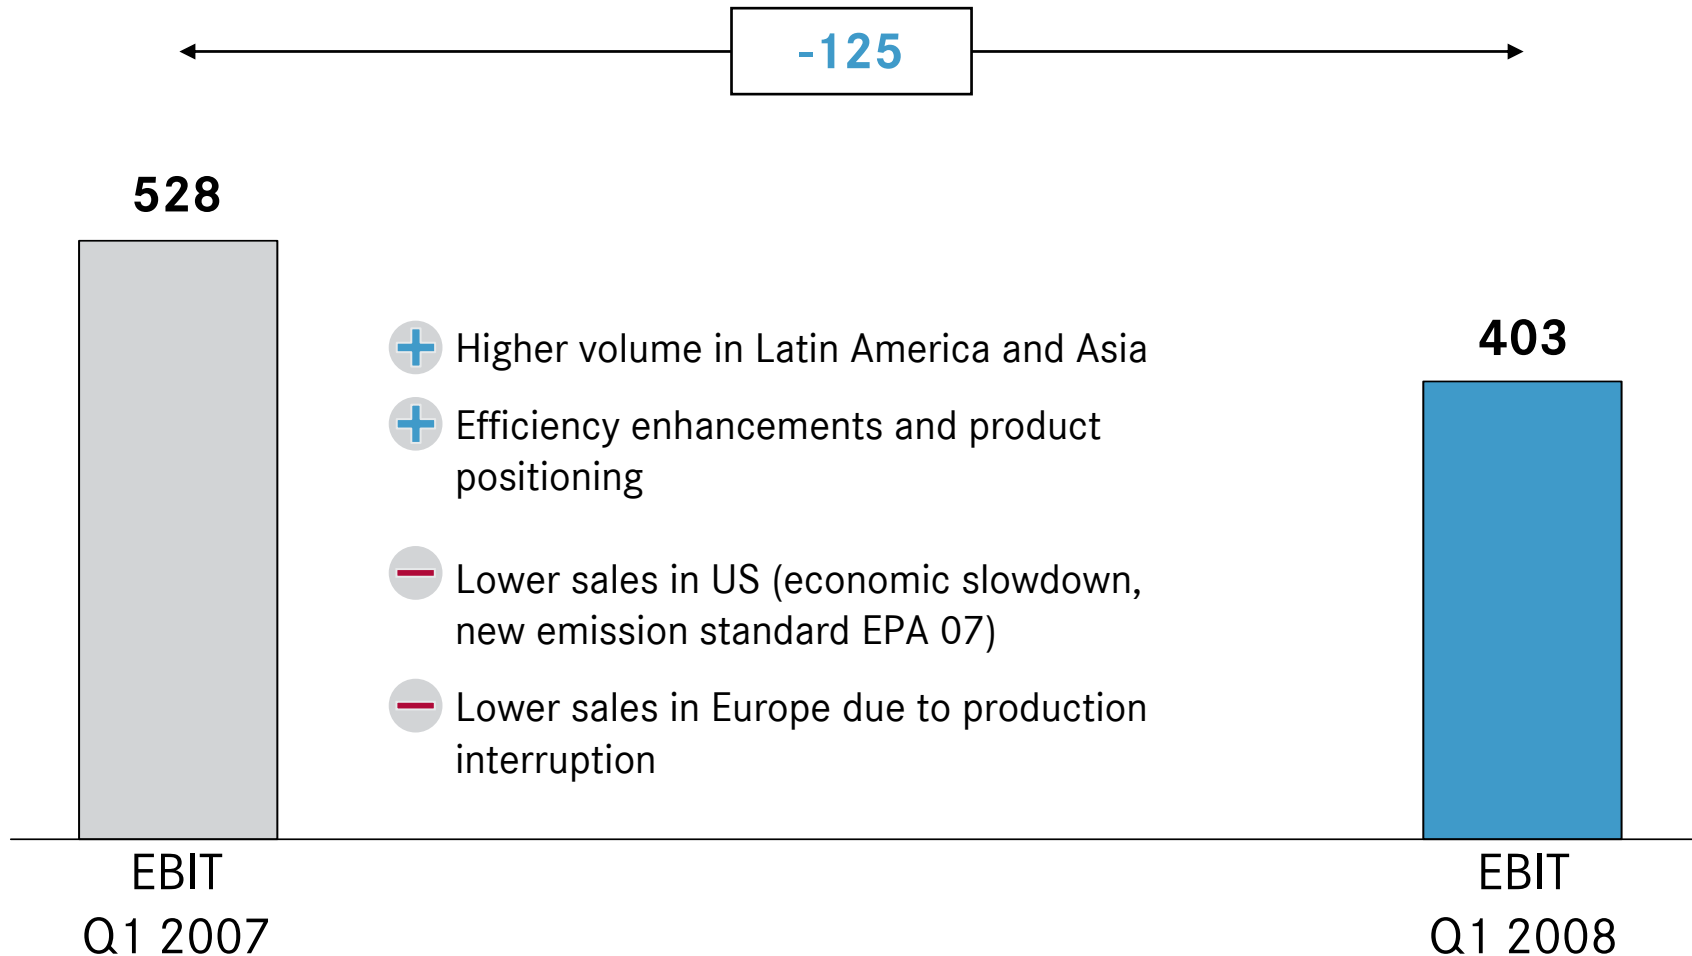 -125
528
403
Higher volume in Latin America and Asia
Efficiency enhancements and product
positioning
Lower sales in US (economic slowdown,
new emission standard EPA 07)
Lower sales in Europe due to production
interruption
EBIT
Q1 2007
EBIT
Q1 2008